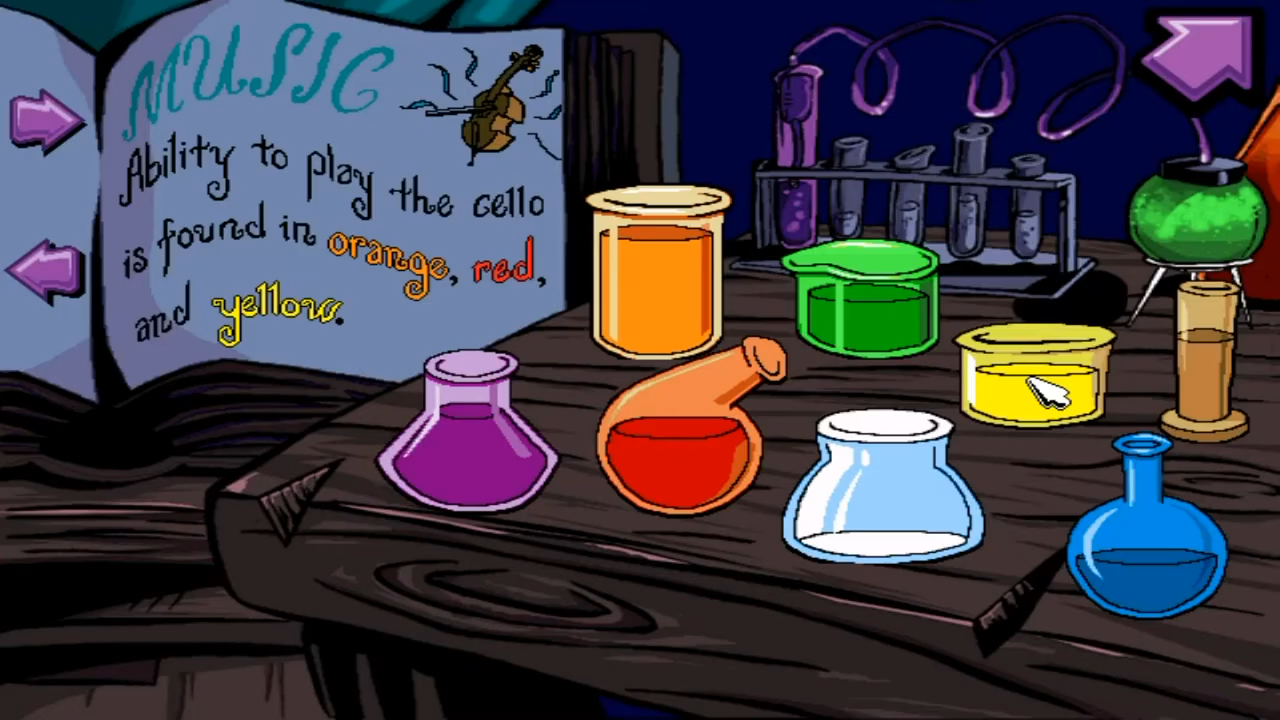 MUSIC
Ability to play the cello
is found in orange, red,
and yellow.